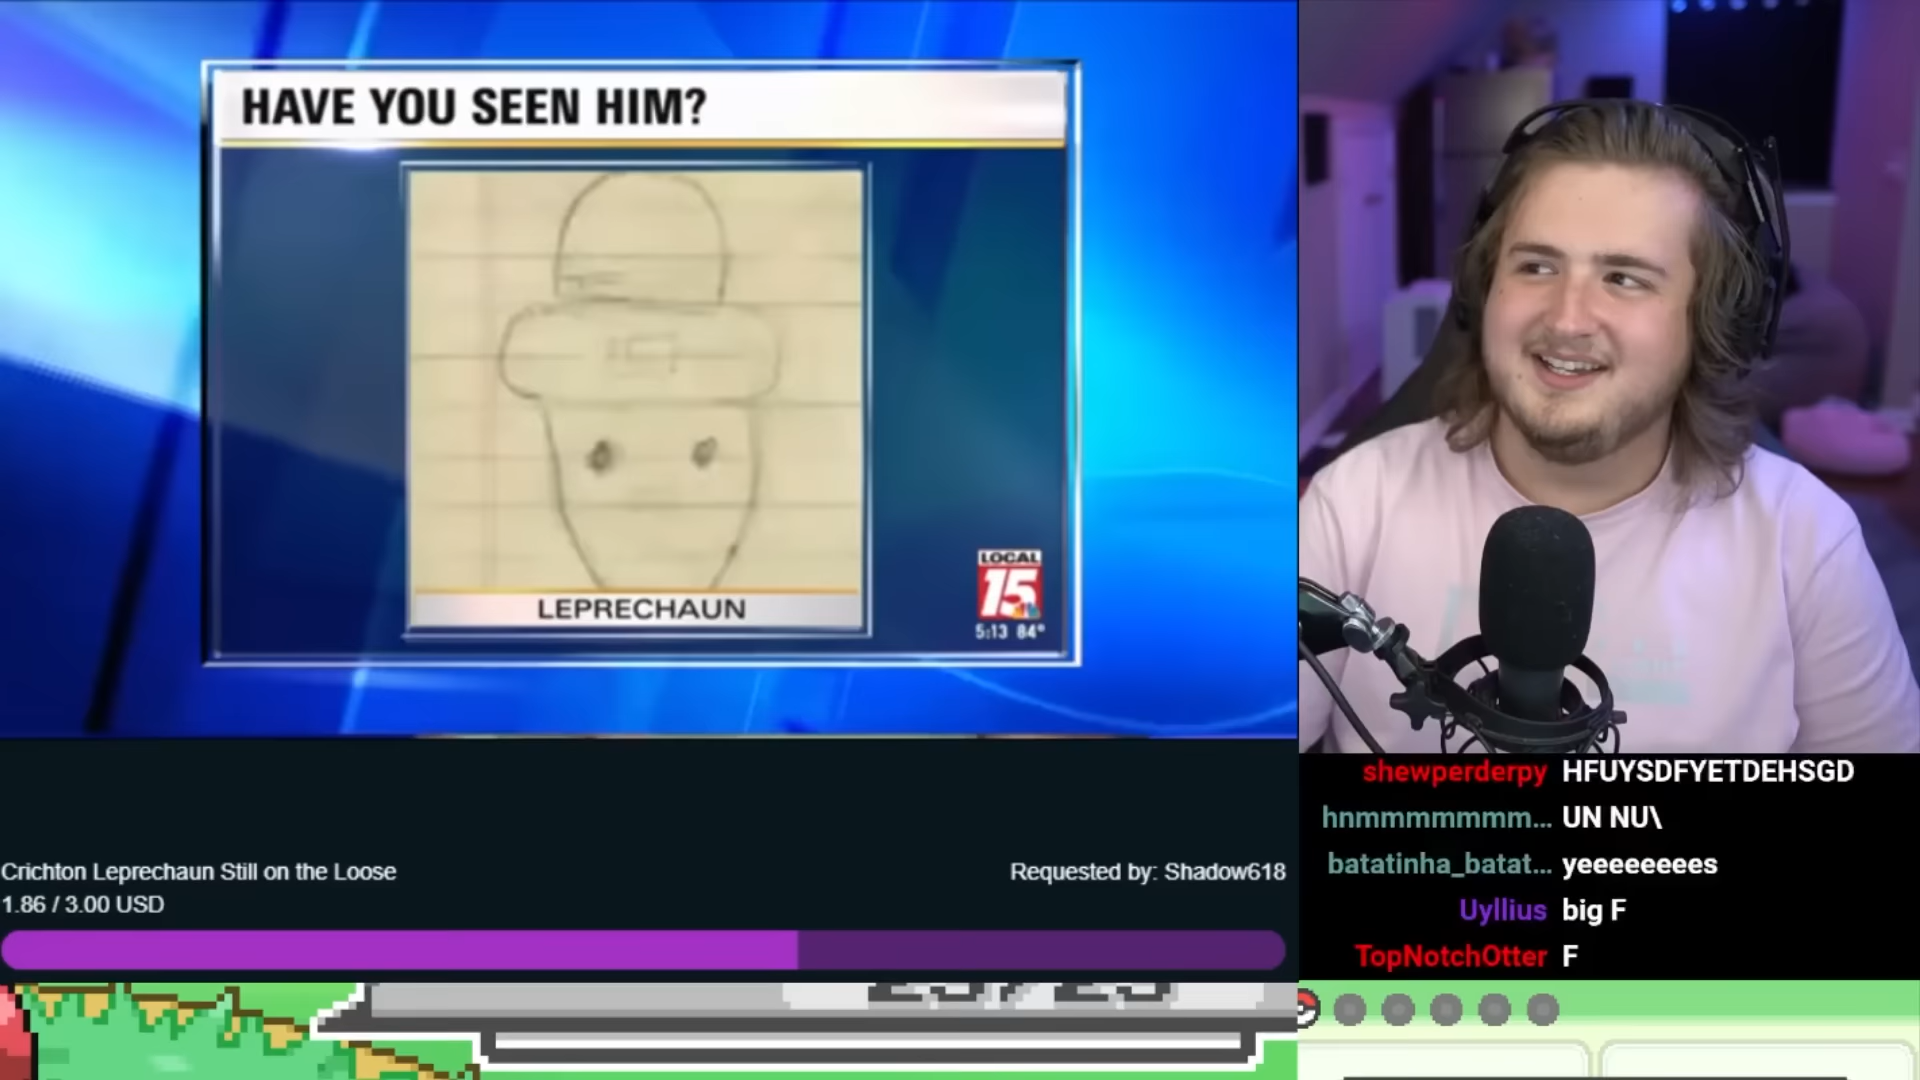 HAVE YOU SEEN HIM?
LEPRECHAUN
LOCAL
15
5:13 84°
Crichton Leprechaun Still on the Loose
Requested by: Shadow618
1.86 / 3.00 USD
shewperderpy HFUYSDFYETDEHSGD
hnmmmmmmm... UN NU\
batatinha_batat... yeeeeeeees
Uyllius big F
TopNotchOtter F